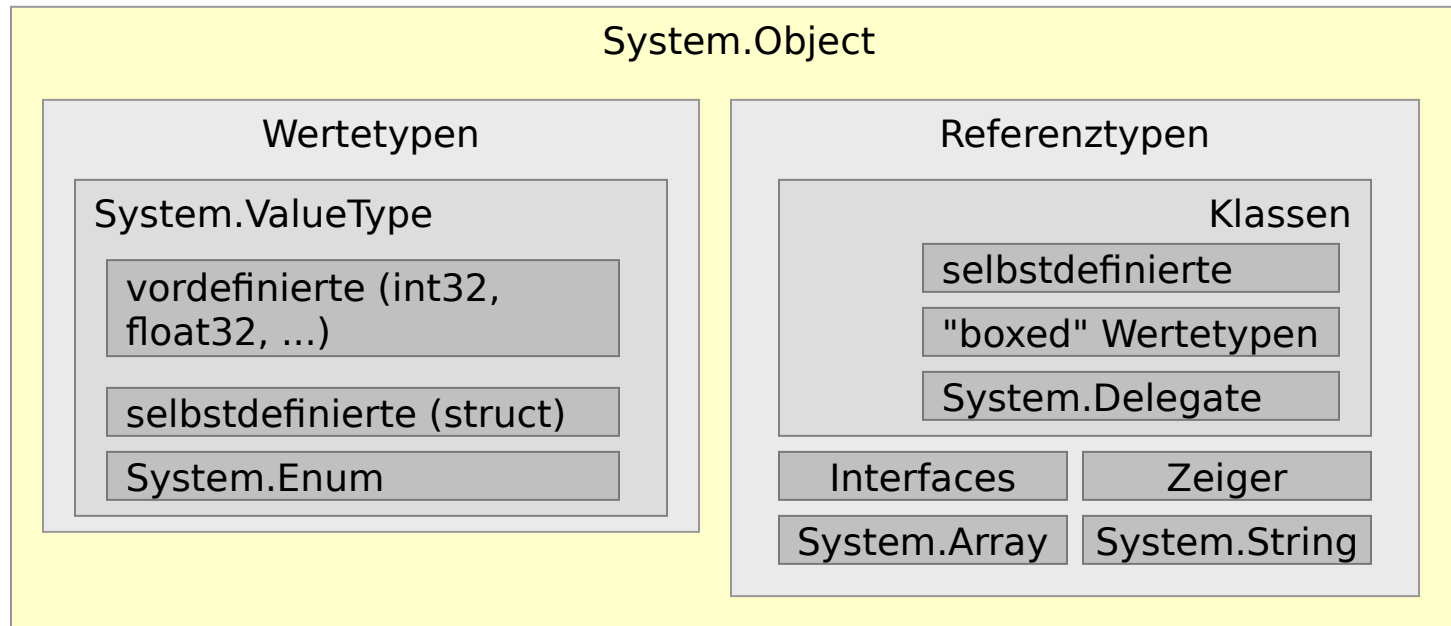 System.Object
Wertetypen
System.ValueType
vordefinierte (int32,
float32, ...)
selbstdefinierte (struct)
System.Enum
Referenztypen
Klassen
selbstdefinierte
"boxed" Wertetypen
System.Delegate
Interfaces
Zeiger
System.Array
System.String